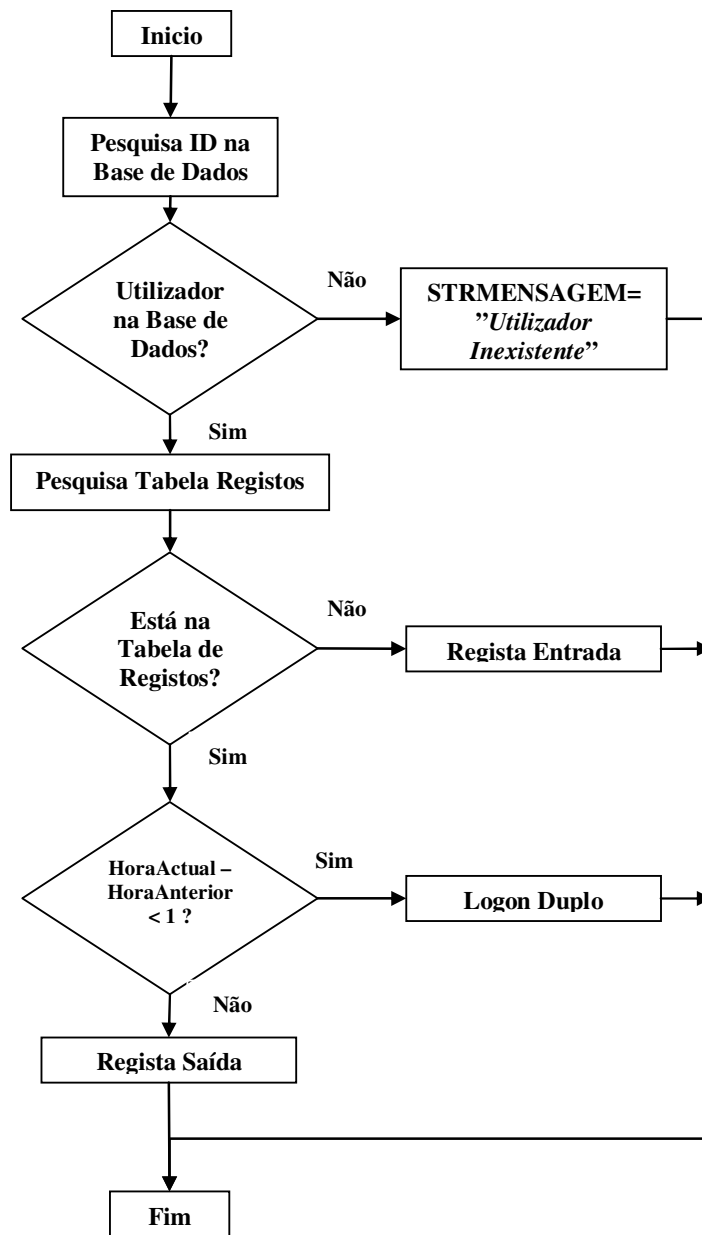 Inicio
Pesquisa ID na
Base de Dados
Utilizador
na Base de
Dados?
Não
STRMENSAGEM=
”Utilizador
Inexistente”
Sim
Pesquisa Tabela Registos
Está na
Tabela de
Registos?
Não
Regista Entrada
Sim
HoraActual –
HoraAnterior
< 1 ?
Sim
Logon Duplo
Não
Regista Saída
Fim